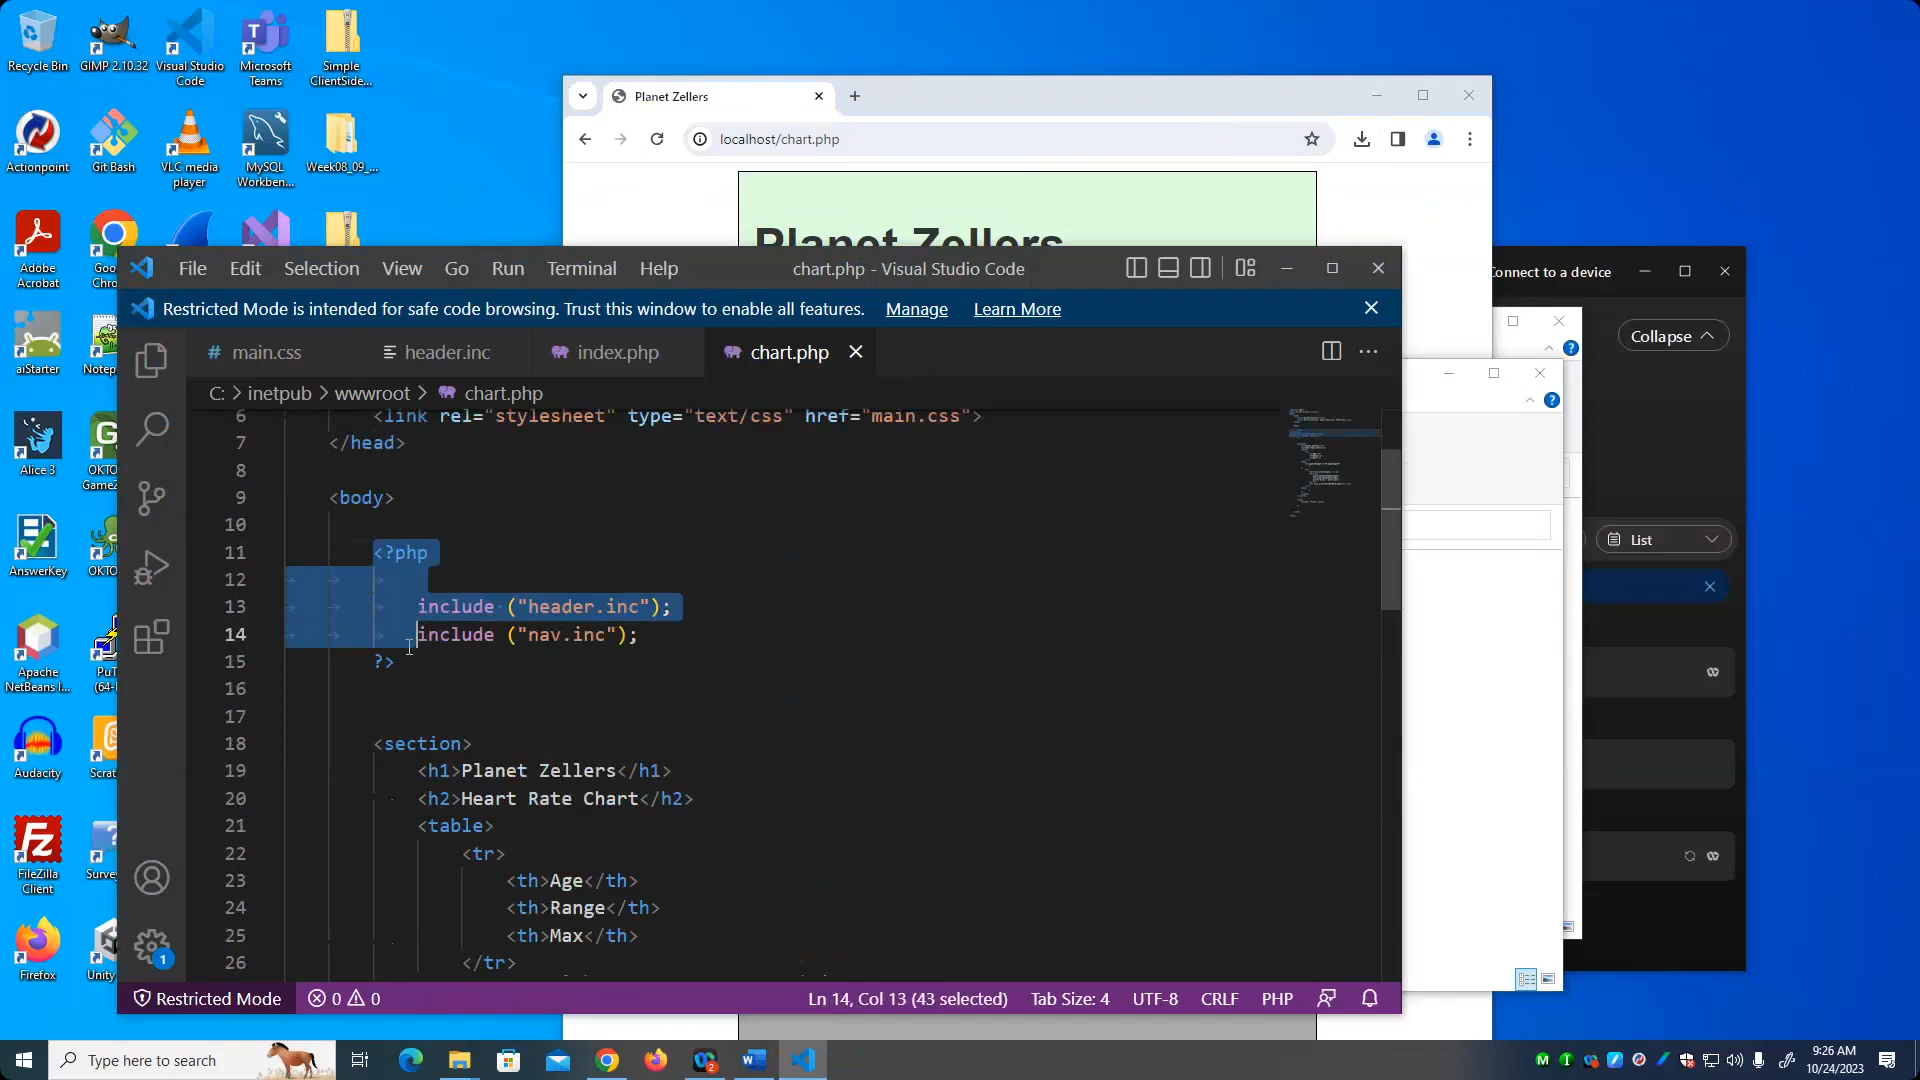 Recycle Bin
GIMP 2.10.32
Visual Studio Code
Microsoft Teams
Simple ClientSide...
Actionpoint
Git Bash
VLC media player
MySQL Workben...
Week08_09_...
Adobe Acrobat
aiStarter
Alice 3
AnswerKey
Apache NetBeans I...
Audacity
FileZilla Client
Firefox
Planet Zellers
localhost/chart.php
Planet Zellers
File Edit Selection View Go Run Terminal Help
chart.php - Visual Studio Code
Restricted Mode is intended for safe code browsing. Trust this window to enable all features. Manage Learn More
main.css
header.inc
index.php
chart.php
C: > inetpub > wwwroot > chart.php
6 <link rel="stylesheet" type="text/css" href="main.css">
7 </head>
8
9 <body>
10
11 <?php
12
13 include ("header.inc");
14 include ("nav.inc");
15 ?>
16
17
18 <section>
19 <h1>Planet Zellers</h1>
20 <h2>Heart Rate Chart</h2>
21 <table>
22 <tr>
23 <th>Age</th>
24 <th>Range</th>
25 <th>Max</th>
26 </tr>
Restricted Mode
0 0
Ln 14, Col 13 (43 selected)
Tab Size: 4
UTF-8
CRLF
PHP
1
Connect to a device
Collapse
List
Type here to search
2
9:26 AM
10/24/2023